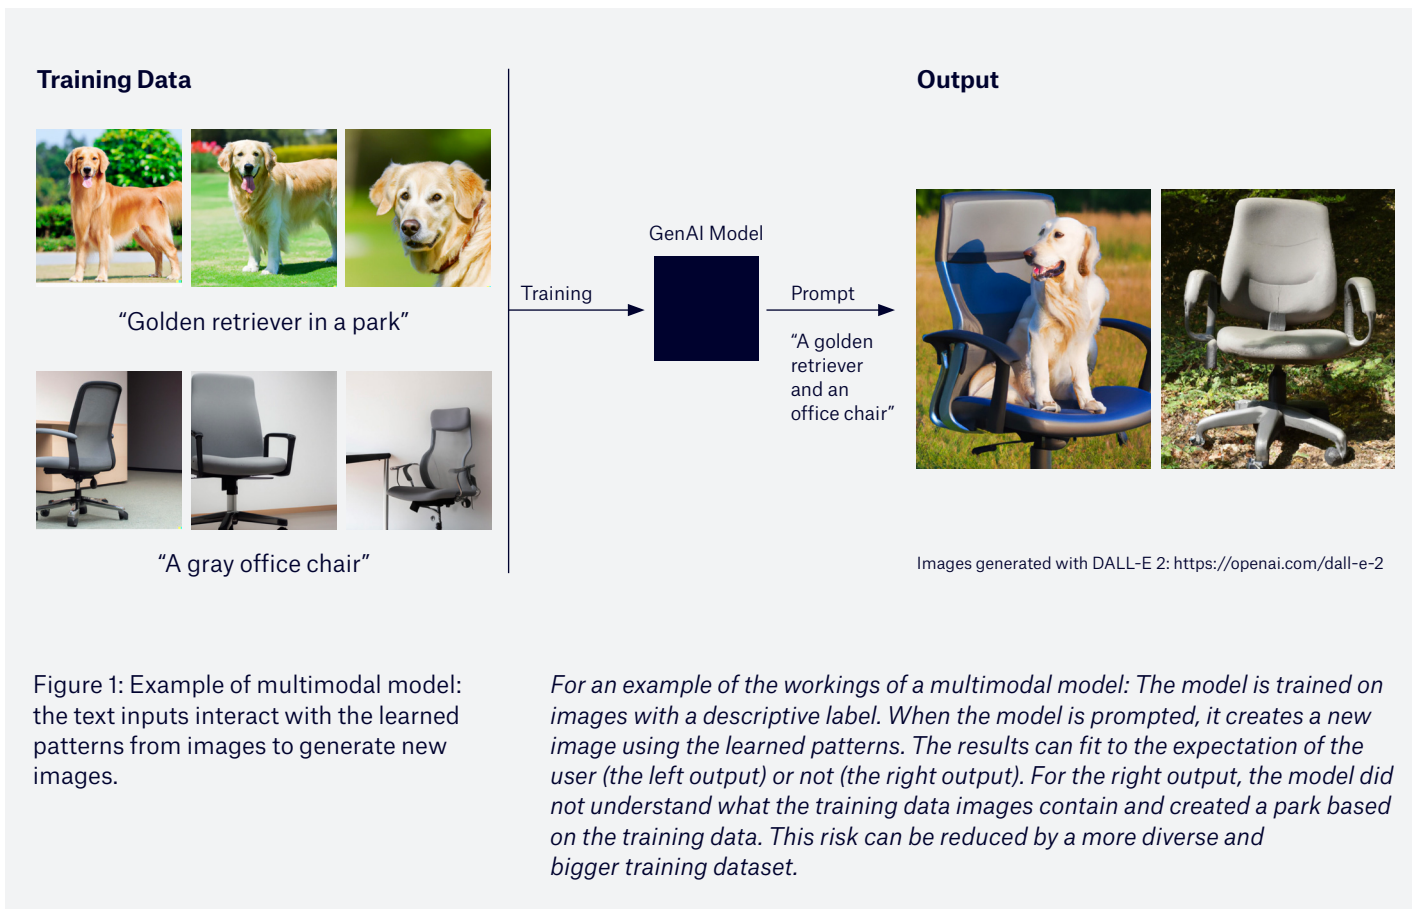 Training Data
Output
“Golden retriever in a park”
“A gray office chair”
Training
GenAI Model
Prompt
“A golden
retriever
and an
office chair”
Images generated with DALL-E 2: https://openai.com/dall-e-2
Figure 1: Example of multimodal model:
the text inputs interact with the learned
patterns from images to generate new
images.
For an example of the workings of a multimodal model: The model is trained on
images with a descriptive label. When the model is prompted, it creates a new
image using the learned patterns. The results can fit to the expectation of the
user (the left output) or not (the right output). For the right output, the model did
not understand what the training data images contain and created a park based
on the training data. This risk can be reduced by a more diverse and
bigger training dataset.